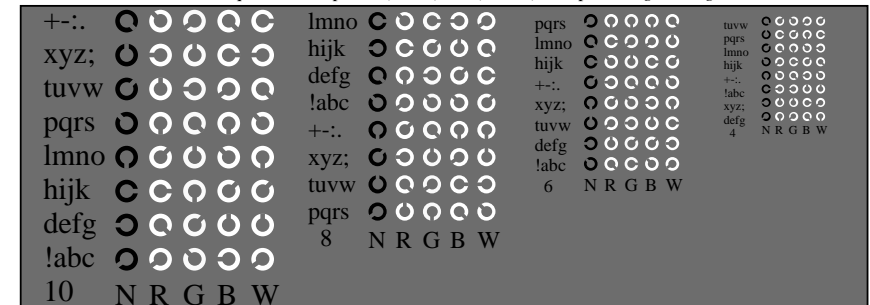 +-:.
xyz;
tuvw
pqrs
lmno
hijk
defg
!abc
10 N R G B W
lmno
hijk
defg
!abc
+-:.
xyz;
tuvw
pqrs
8 N R G B W
pqrs
lmno
hijk
+-:.
xyz;
tuvw
defg
!abc
6 N R G B W
tuvw
pqrs
lmno
hijk
+-:.
!abc
xyz;
defg
4 N R G B W